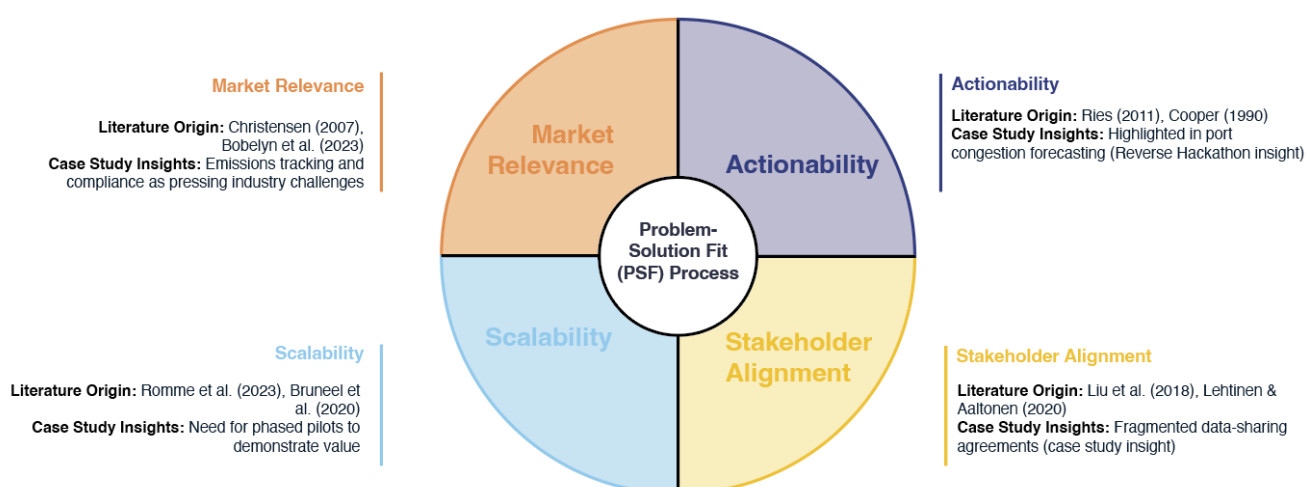 Market Relevance
Literature Origin: Christensen (2007),
Bobelyn et al. (2023)
Case Study Insights: Emissions tracking and
compliance as pressing industry challenges
Market
Relevance
Actionability
Actionability
Literature Origin: Ries (2011), Cooper (1990)
Case Study Insights: Highlighted in port
congestion forecasting (Reverse Hackathon insight)
Problem-
Solution Fit
(PSF) Process
Scalability
Literature Origin: Romme et al. (2023), Bruneel et
al. (2020)
Case Study Insights: Need for phased pilots to
demonstrate value
Scalability
Stakeholder
Alignment
Stakeholder Alignment
Literature Origin: Liu et al. (2018), Lehtinen &
Aaltonen (2020)
Case Study Insights: Fragmented data-sharing
agreements (case study insight)